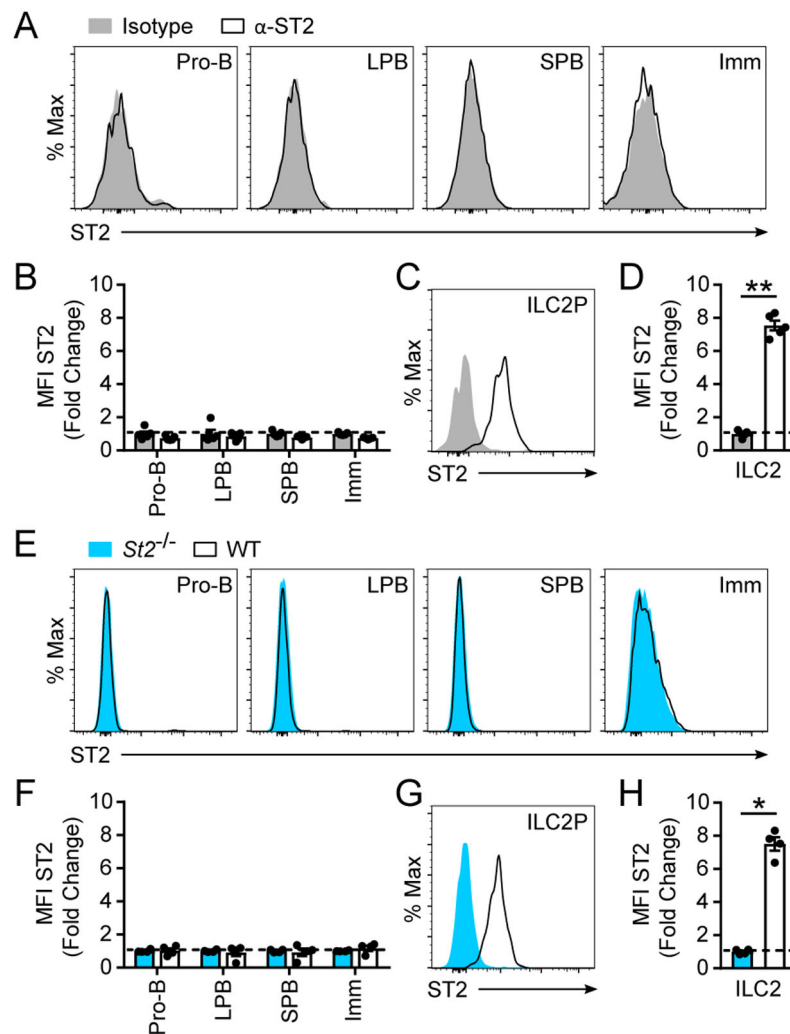 A
Isotype α-ST2
Pro-B LPB SPB Imm
% Max
ST2
B
MFI ST2
(Fold Change)
10
8
6
4
2
0
Pro-B LPB SPB Imm
C
ILC2P
% Max
ST2
D
MFI ST2
(Fold Change)
10
8
6
4
2
0
**
ILC2
E
St2-/- WT
Pro-B LPB SPB Imm
% Max
ST2
F
MFI ST2
(Fold Change)
10
8
6
4
2
0
Pro-B LPB SPB Imm
G
ILC2P
% Max
ST2
H
MFI ST2
(Fold Change)
10
8
6
4
2
0
*
ILC2